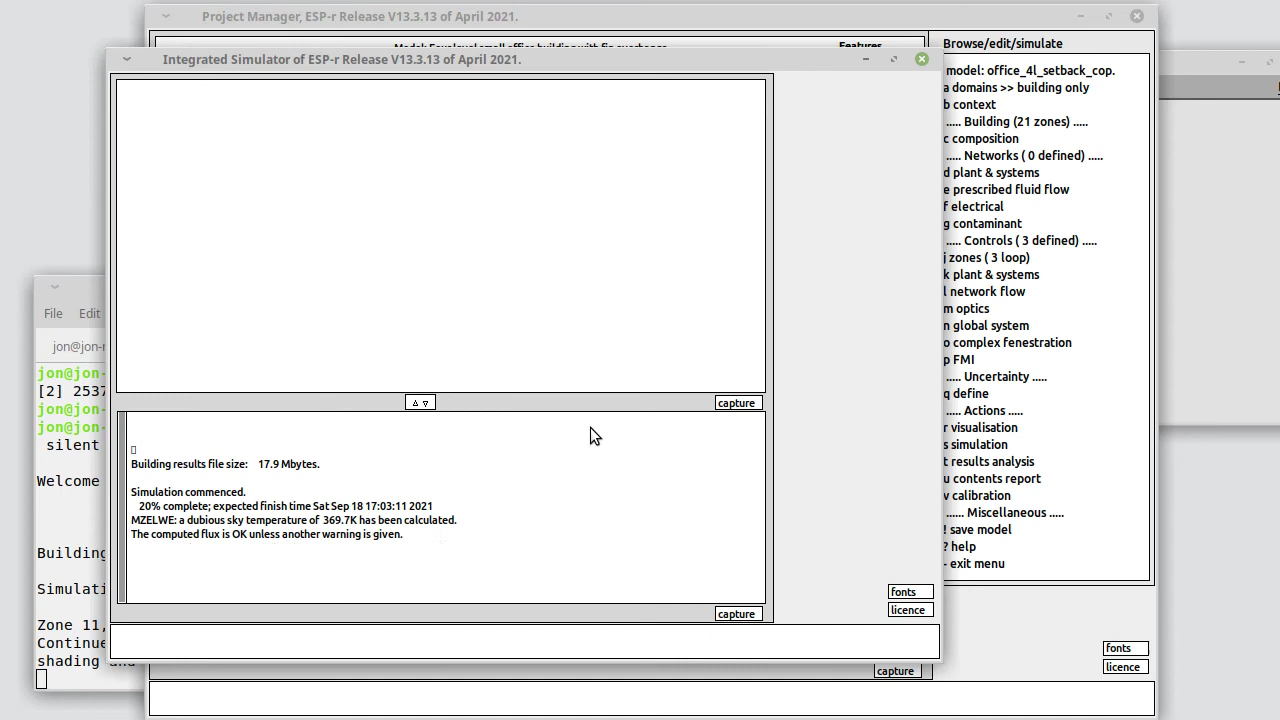 Project Manager, ESP-r Release V13.3.13 of April 2021.
Features
Browse/edit/simulate
Integrated Simulator of ESP-r Release V13.3.13 of April 2021.
model: office_4l_setback_cop.
a domains >> building only
b context
..... Building (21 zones) .....
c composition
..... Networks ( 0 defined) .....
d plant & systems
e prescribed fluid flow
f electrical
g contaminant
..... Controls ( 3 defined) .....
j zones ( 3 loop)
k plant & systems
l network flow
m optics
n global system
o complex fenestration
p FMI
..... Uncertainty .....
q define
..... Actions .....
r visualisation
s simulation
t results analysis
u contents report
v calibration
...... Miscellaneous .....
! save model
? help
- exit menu
fonts
licence
capture
capture
Building results file size: 17.9 Mbytes.
Simulation commenced.
20% complete; expected finish time Sat Sep 18 17:03:11 2021
MZELWE: a dubious sky temperature of 369.7K has been calculated.
The computed flux is OK unless another warning is given.
capture
fonts
licence
File Edit
jon@jon-
jon@jon-
[2] 2537
jon@jon-
jon@jon-
silent
Welcome
Building
Simulati
Zone 11,
Continue
shading and